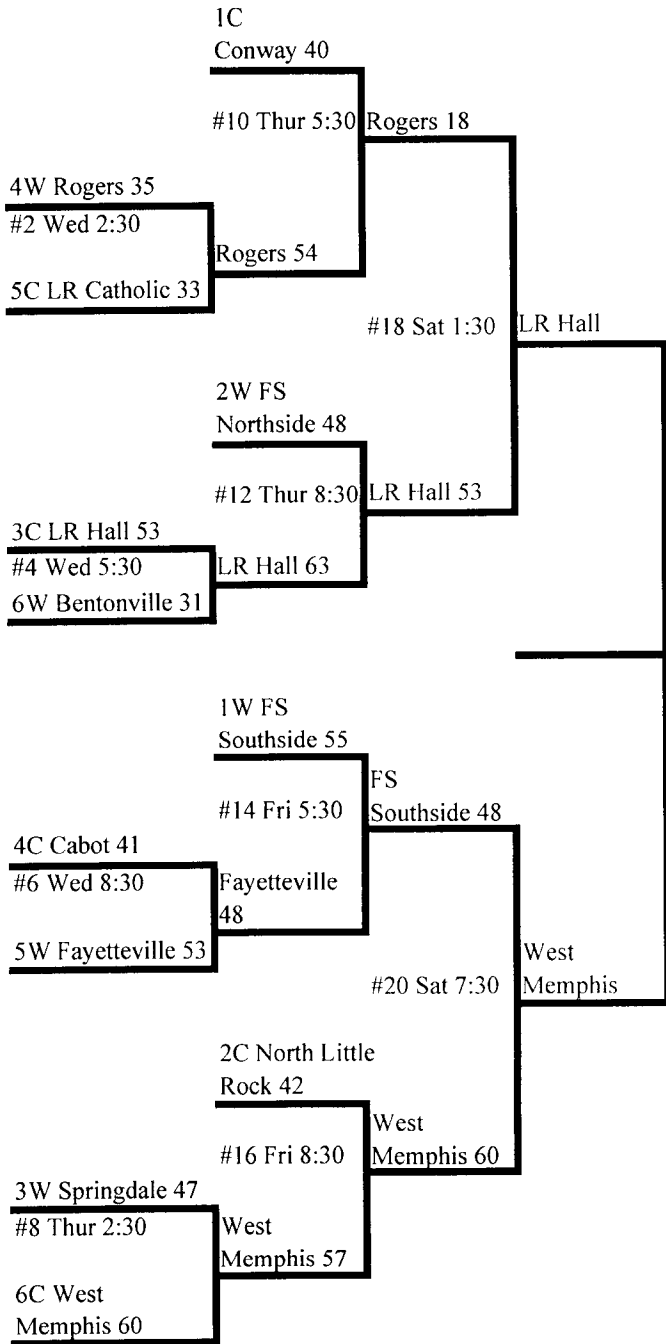 1C
Conway 40
#10 Thur 5:30
Rogers 18
4W Rogers 35
#2 Wed 2:30
Rogers 54
5C LR Catholic 33
#18 Sat 1:30
LR Hall
2W FS
Northside 48
#12 Thur 8:30
LR Hall 53
3C LR Hall 53
#4 Wed 5:30
LR Hall 63
6W Bentonville 31
1W FS
Southside 55
FS
Southside 48
#14 Fri 5:30
4C Cabot 41
#6 Wed 8:30
Fayetteville
48
5W Fayetteville 53
West
Memphis
#20 Sat 7:30
2C North Little
Rock 42
West
Memphis 60
#16 Fri 8:30
3W Springdale 47
#8 Thur 2:30
West
Memphis 57
6C West
Memphis 60